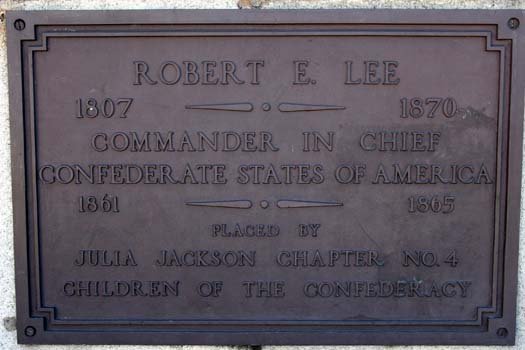 ROBERT E. LEE
1807 1870
COMMANDER IN CHIEF
CONFEDERATE STATES OF AMERICA
1861 1865
PLACED BY
JULIA JACKSON CHAPTER NO. 4
CHILDREN OF THE CONFEDERACY